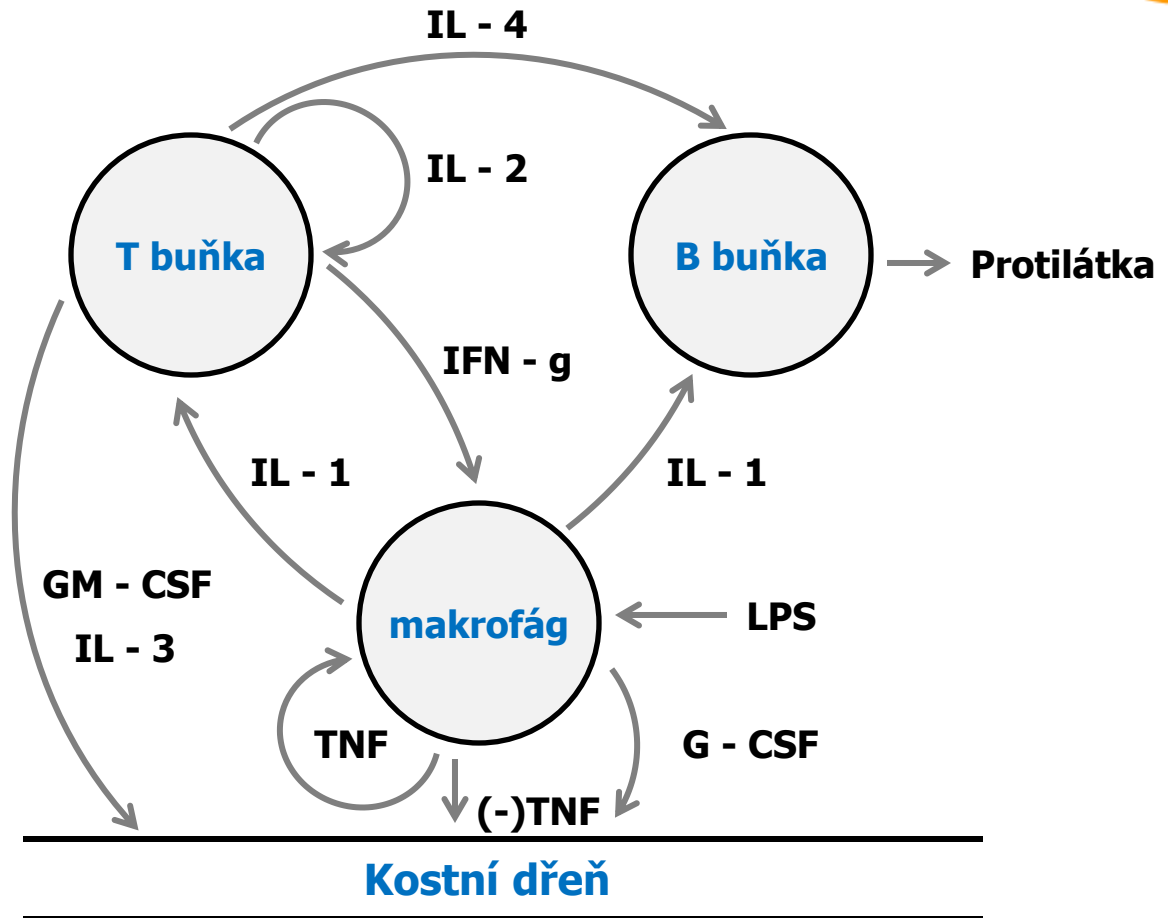 IL - 4
IL - 2
T buňka
B buňka
Protilátka
IFN - g
IL - 1
IL - 1
GM - CSF
IL - 3
makrofág
LPS
TNF
G - CSF
(-)TNF
Kostní dřeň